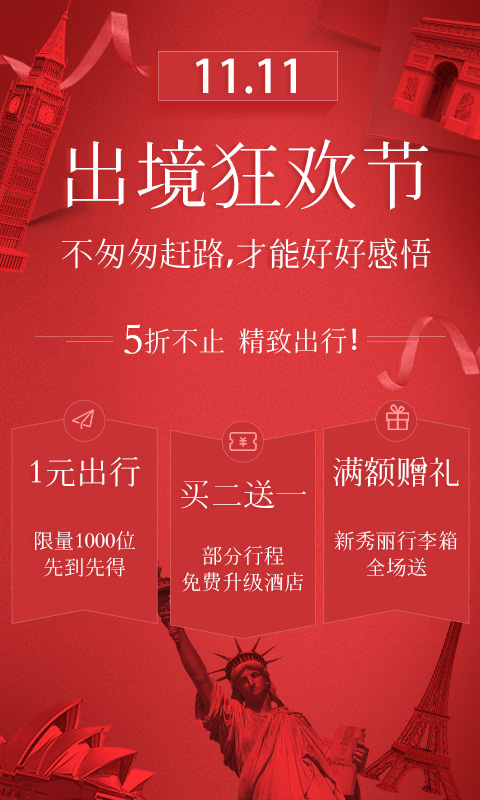 11.11
出境狂欢节
不匆匆赶路,才能好好感悟
5折不止 精致出行!
1元出行
限量1000位
先到先得
¥
买二送一
部分行程
免费升级酒店
满额赠礼
新秀丽行李箱
全场送